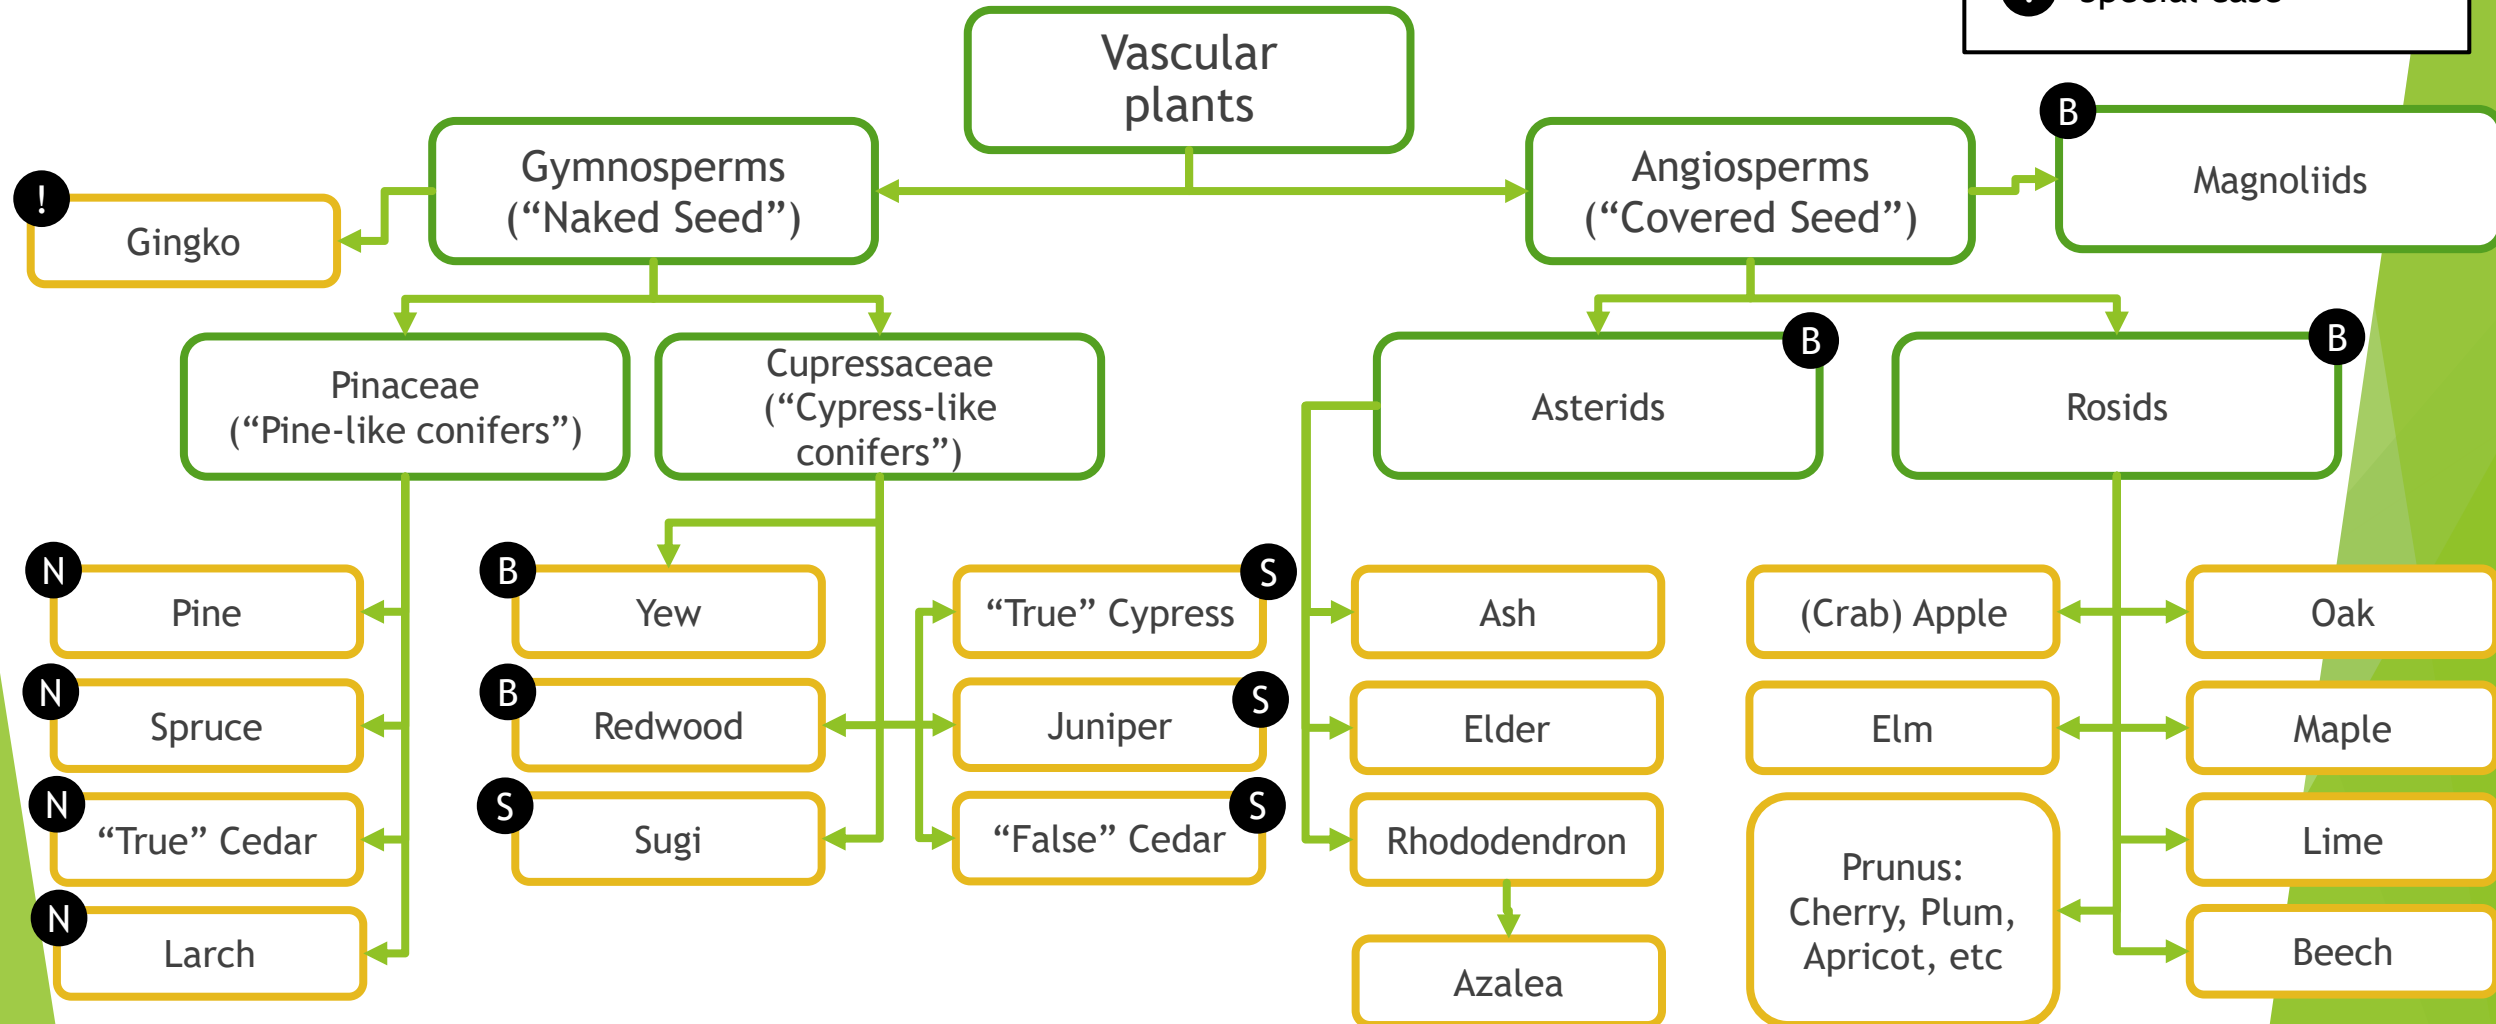 ! Special Case
Vascular
plants
B
Gymnosperms
(“Naked Seed”)
Angiosperms
(“Covered Seed”)
Magnoliids
!
Gingko
B
B
Pinaceae
(“Pine-like conifers”)
Cupressaceae
(“Cypress-like
conifers”)
Asterids
Rosids
N
Pine
B
Yew
“True” Cypress
S
Ash
(Crab) Apple
Oak
N
Spruce
B
Redwood
Juniper
S
Elder
Elm
Maple
N
“True” Cedar
S
Sugi
“False” Cedar
S
Rhododendron
Lime
Prunus:
Cherry, Plum,
Apricot, etc
N
Larch
Azalea
Beech